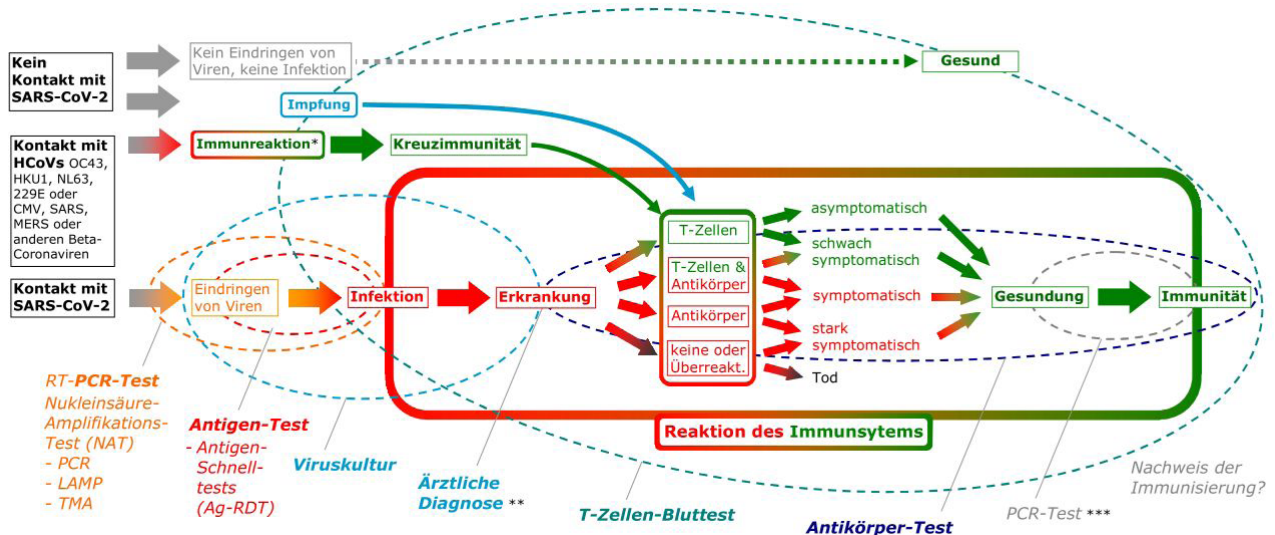 Kein
Kontakt mit
SARS-CoV-2
Kein Eindringen von
Viren, keine Infektion
Gesund
Impfung
Kontakt mit
HCoVs OC43,
HKU1, NL63,
229E oder
CMV, SARS,
MERS oder
anderen Beta-
Coronaviren
Immunreaktion*
Kreuzimmunität
Kontakt mit
SARS-CoV-2
Eindringen
von Viren
Infektion
Erkrankung
T-Zellen
T-Zellen &
Antikörper
Antikörper
keine oder
Überreakt.
asymptomatisch
schwach
symptomatisch
symptomatisch
stark
symptomatisch
Tod
Gesundung
Immunität
Reaktion des Immunsytems
RT-PCR-Test
Nukleinsäure-
Amplifikations-
Test (NAT)
- PCR
- LAMP
- TMA
Antigen-Test
- Antigen-
Schnell-
tests
(Ag-RDT)
Viruskultur
Ärztliche
Diagnose **
T-Zellen-Bluttest
Antikörper-Test
PCR-Test ***
Nachweis der
Immunisierung?